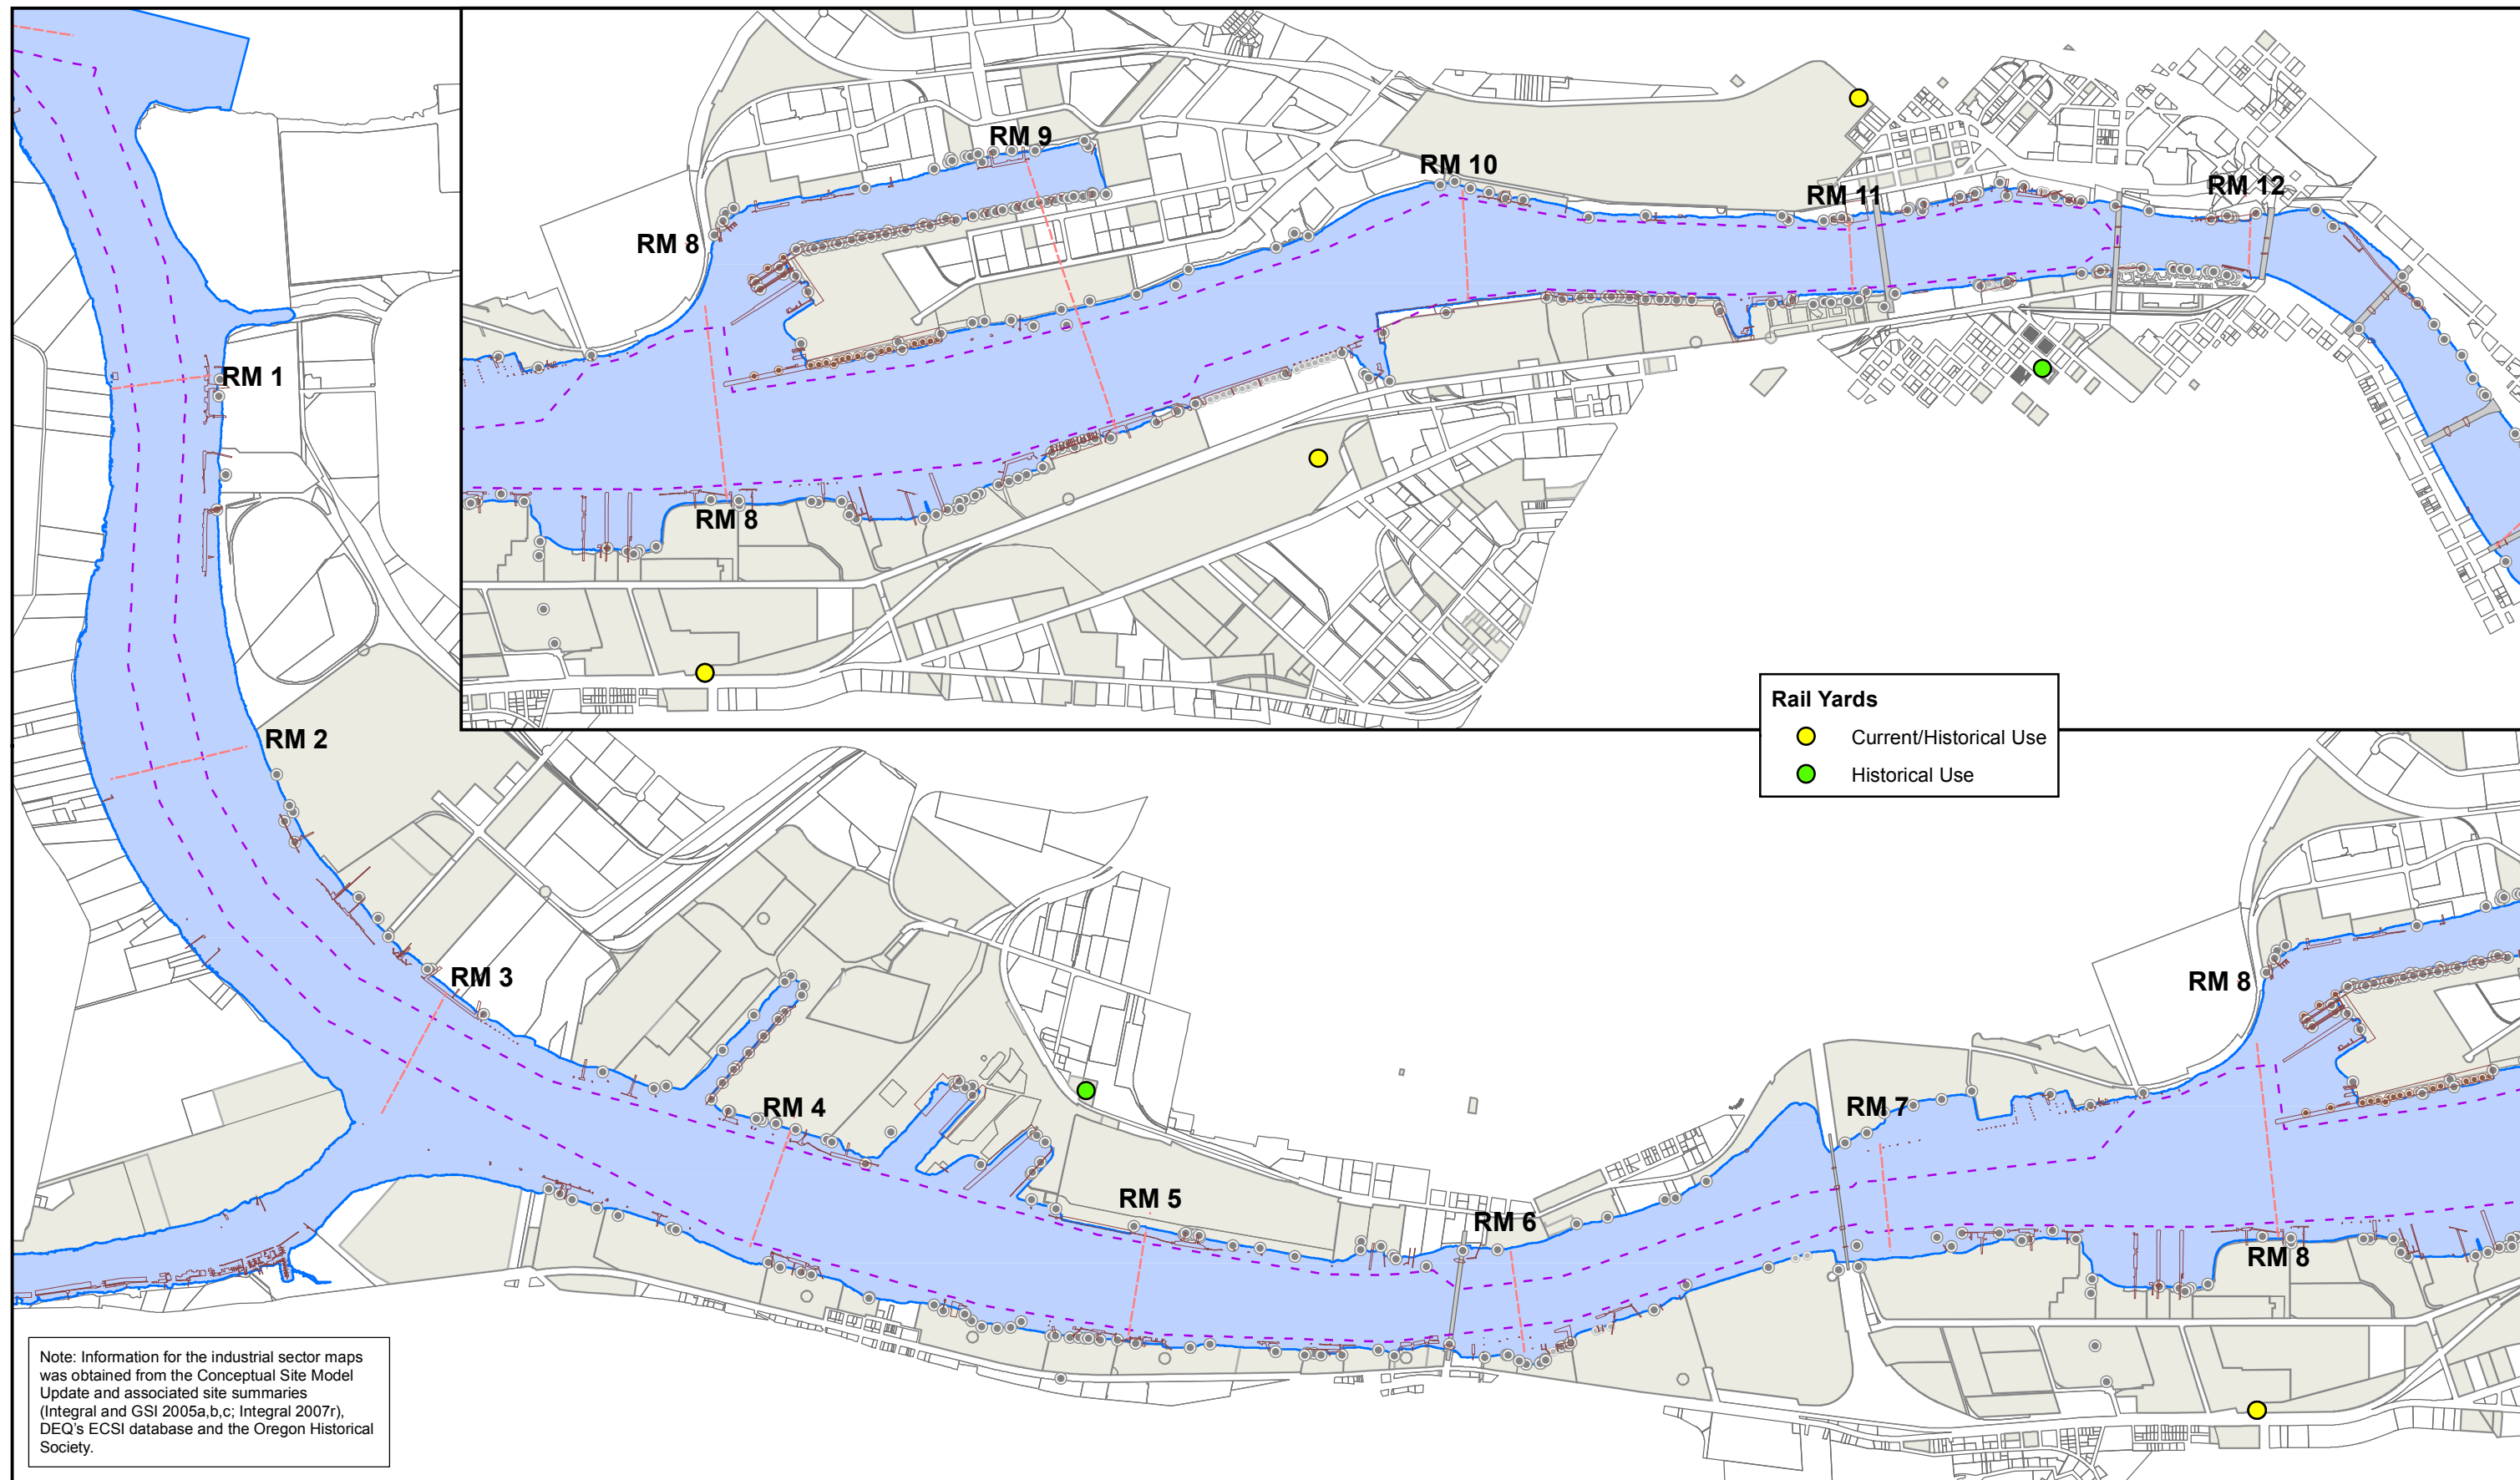 RM 9
RM 10
RM 11
RM 12
RM 8
RM 1
RM 8
RM 2
Rail Yards
Current/Historical Use
Historical Use
RM 3
RM 8
RM 4
RM 7
RM 5
RM 6
RM 8
Note: Information for the industrial sector maps
was obtained from the Conceptual Site Model
Update and associated site summaries
(Integral and GSI 2005a,b,c; Integral 2007r),
DEQ's ECSI database and the Oregon Historical
Society.